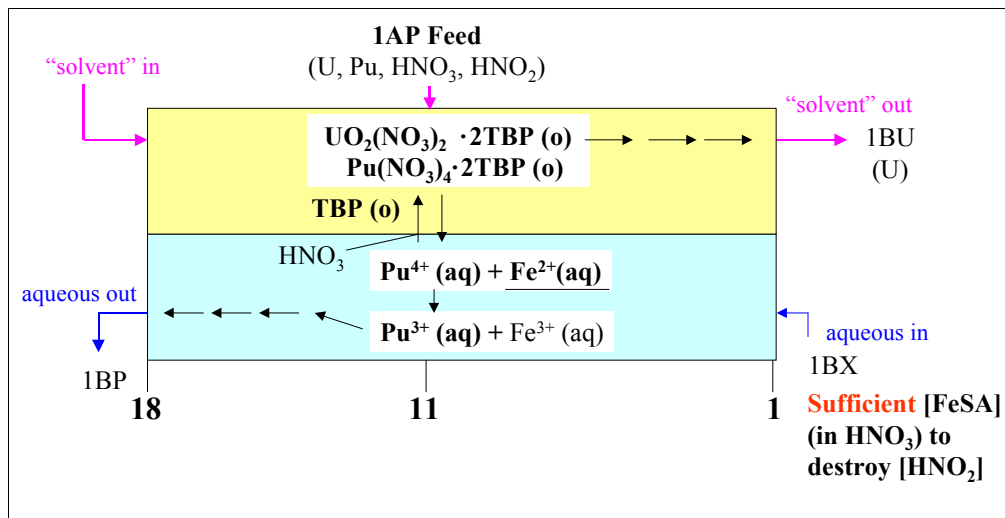 1AP Feed
(U, Pu, HNO₃, HNO₂)
“solvent” in
“solvent” out
1BU
(U)
UO₂(NO₃)₂ ·2TBP (o)
Pu(NO₃)₄·2TBP (o)
TBP (o)
HNO₃
Pu⁴⁺ (aq) + Fe²⁺(aq)
Pu³⁺ (aq) + Fe³⁺ (aq)
aqueous out
1BP
aqueous in
1BX
18
11
1
Sufficient [FeSA]
(in HNO₃) to
destroy [HNO₂]